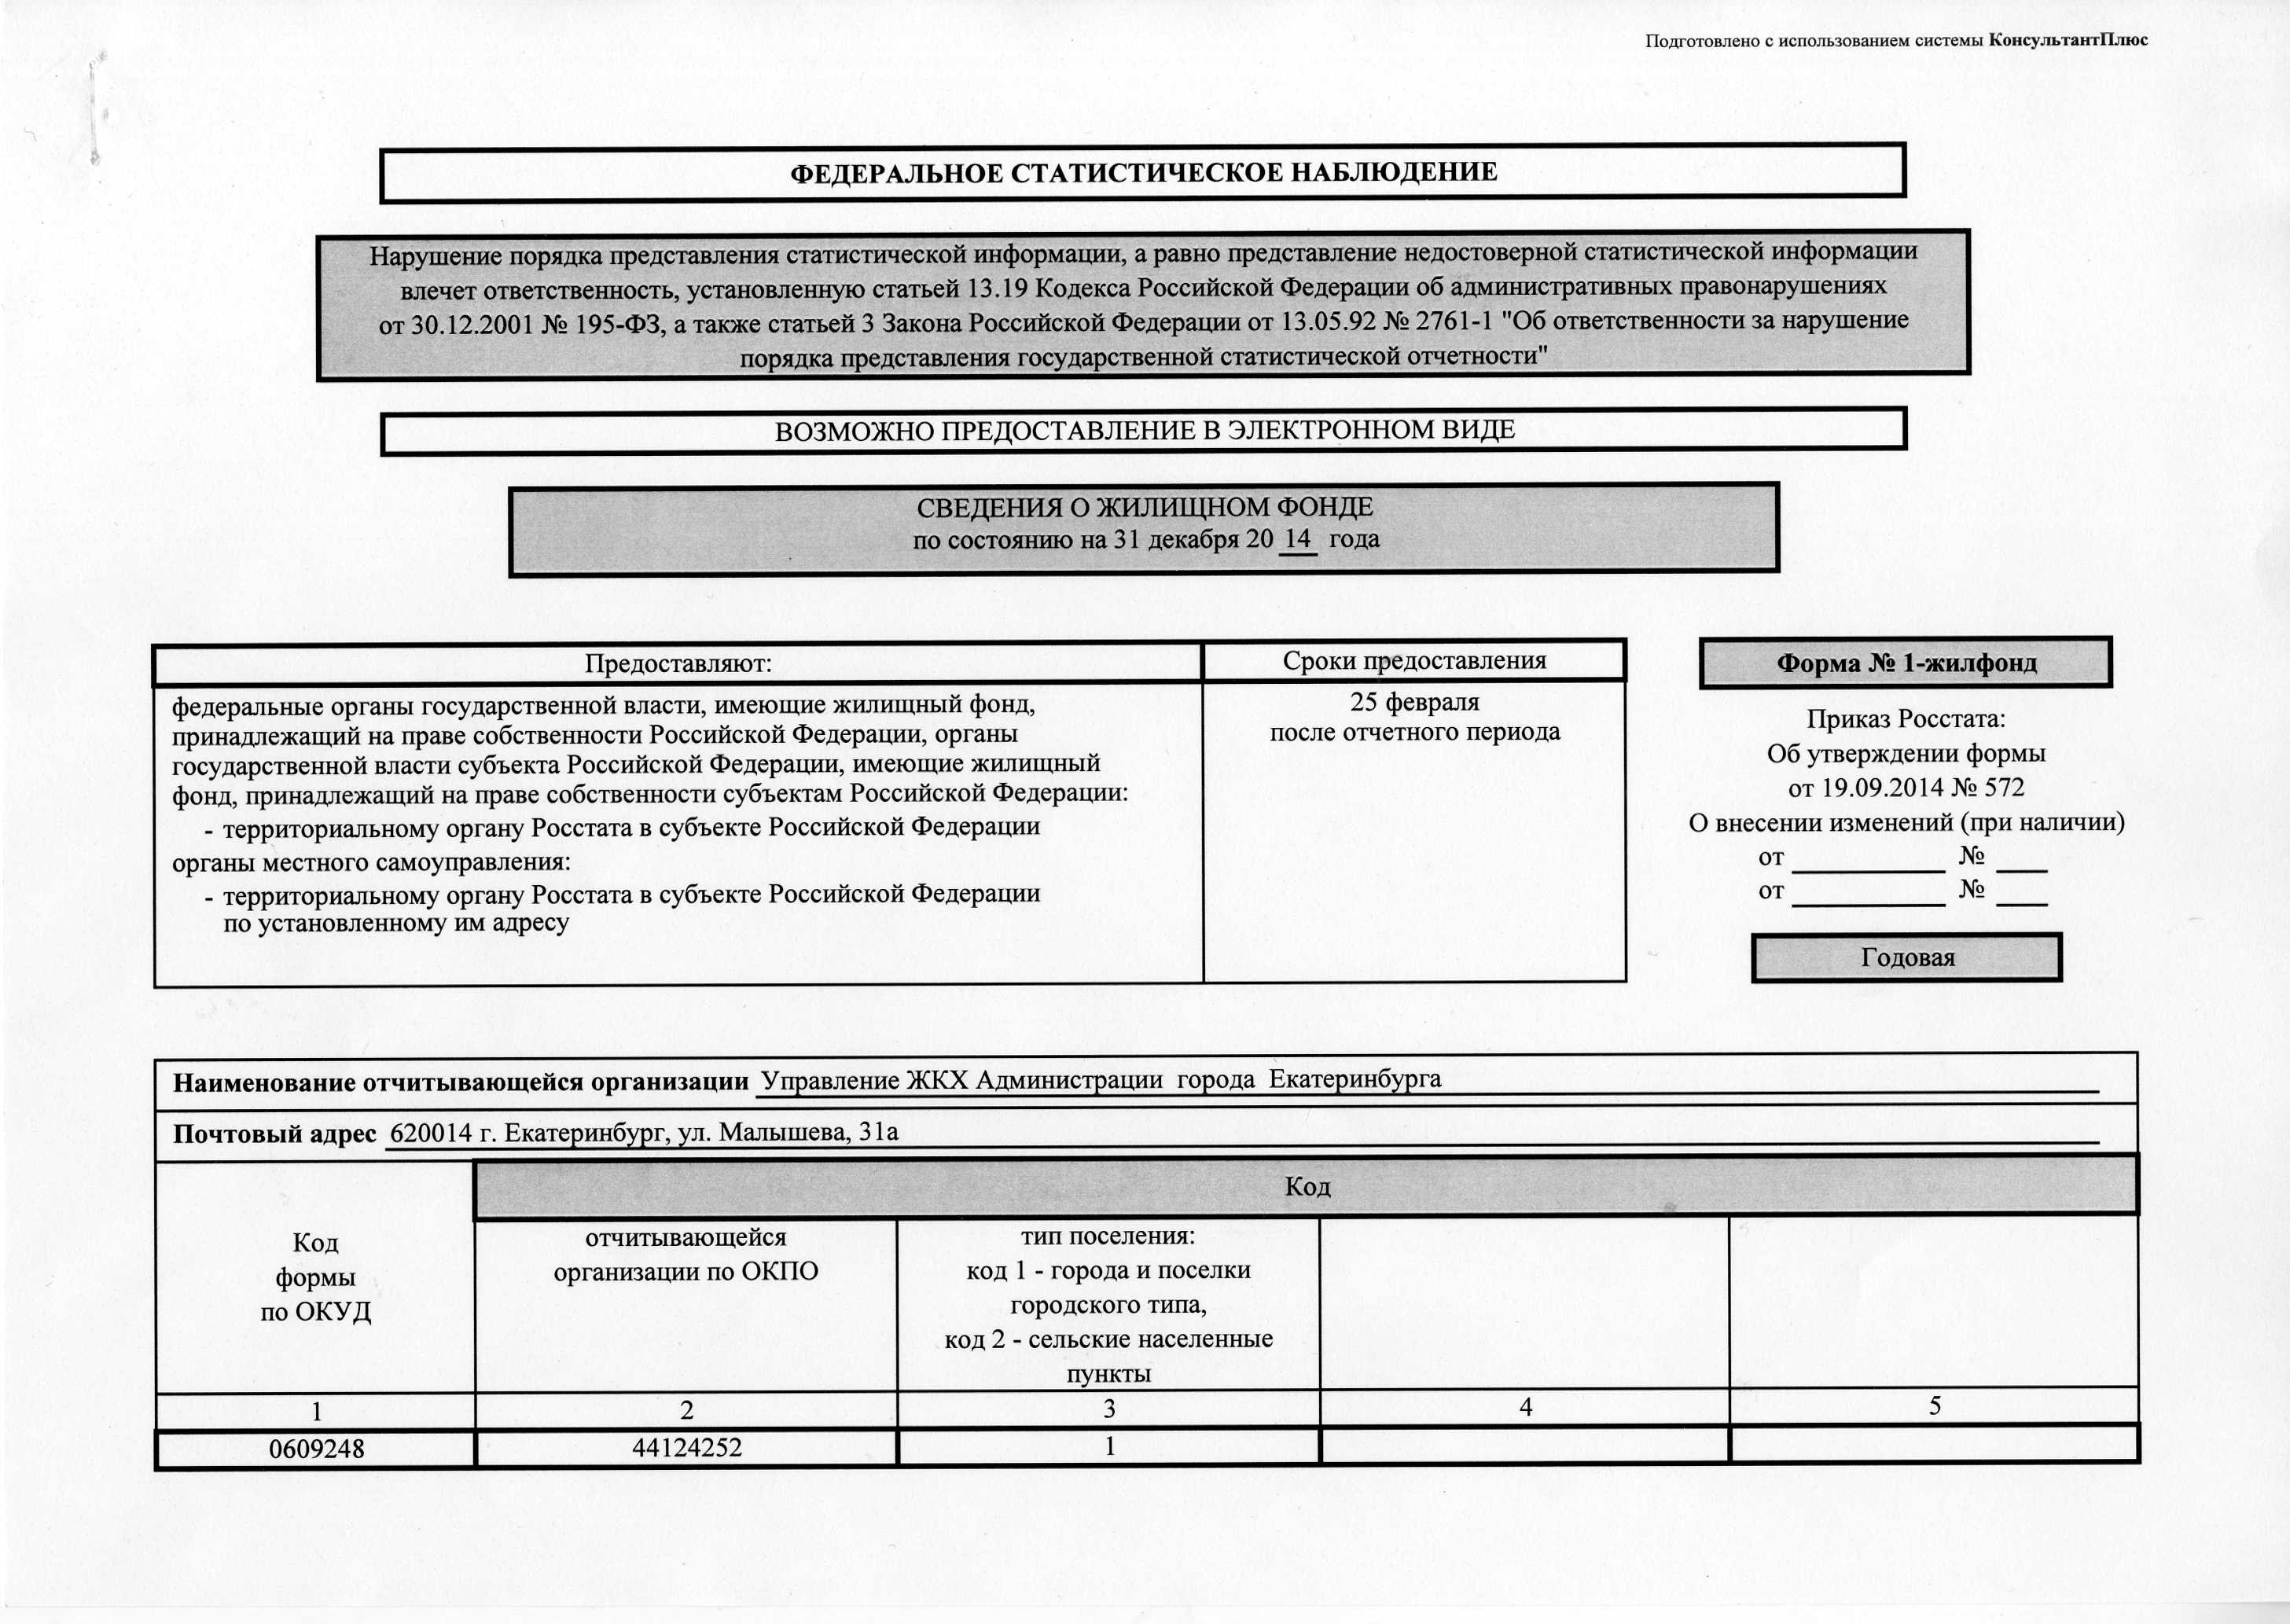 Подготовлено с использованием системы КонсультантПлюс
ФЕДЕРАЛЬНОЕ СТАТИСТИЧЕСКОЕ НАБЛЮДЕНИЕ
Нарушение порядка представления статистической информации, а равно представление недостоверной статистической информации
влечет ответственность, установленную статьей 13.19 Кодекса Российской Федерации об административных правонарушениях
от 30.12.2001 № 195-ФЗ, а также статьей 3 Закона Российской Федерации от 13.05.92 № 2761-1 "Об ответственности за нарушение
порядка представления государственной статистической отчетности"
ВОЗМОЖНО ПРЕДОСТАВЛЕНИЕ В ЭЛЕКТРОННОМ ВИДЕ
СВЕДЕНИЯ О ЖИЛИЩНОМ ФОНДЕ
по состоянию на 31 декабря 20 14 года
Предоставляют:
Сроки предоставления
федеральные органы государственной власти, имеющие жилищный фонд,
принадлежащий на праве собственности Российской Федерации, органы
государственной власти субъекта Российской Федерации, имеющие жилищный
фонд, принадлежащий на праве собственности субъектам Российской Федерации:
- территориальному органу Росстата в субъекте Российской Федерации
органы местного самоуправления:
- территориальному органу Росстата в субъекте Российской Федерации
по установленному им адресу
25 февраля
после отчетного периода
Форма № 1-жилфонд
Приказ Росстата:
Об утверждении формы
от 19.09.2014 № 572
О внесении изменений (при наличии)
от № 
от № 
Годовая
Наименование отчитывающейся организации Управление ЖКХ Администрации города Екатеринбурга
Почтовый адрес 620014 г. Екатеринбург, ул. Малышева, 31а
Код
формы
по ОКУД
Код
отчитывающейся
организации по ОКПО
тип поселения:
код 1 - города и поселки
городского типа,
код 2 - сельские населенные
пункты
1 2 3 4 5
0609248 44124252 1